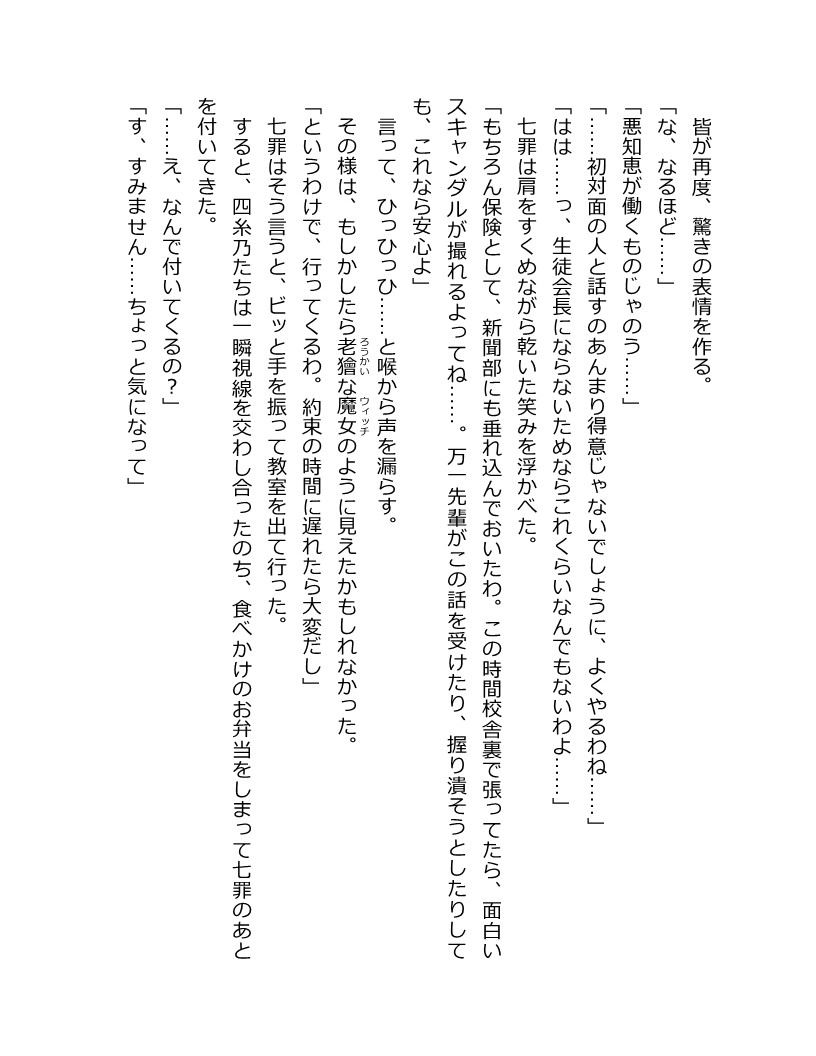 皆が再度、驚きの表情を作る。
「な、なるほど……」
「悪知恵が働くものじゃのう……」
「……初対面の人と話すのあんまり得意じゃないでしょうに、よくやるわね……」
「はは……っ、生徒会長にならないためならこれくらいなんでもないわよ……」
七罪は肩をすくめながら乾いた笑みを浮かべた。
「もちろん保険として、新聞部にも垂れ込んでおいたわ。この時間校舎裏で張ってたら、面白い
スキャンダルが撮れるよってね……。万一先輩がこの話を受けたり、握り潰そうとしたりして
も、これなら安心よ」
言って、ひっひっひ……と喉から声を漏らす。
その様は、もしかしたら老獪ろうかいな魔女ウィッチのように見えたかもしれなかった。
「というわけで、行ってくるわ。約束の時間に遅れたら大変だし」
七罪はそう言うと、ビッと手を振って教室を出て行った。
すると、四糸乃たちは一瞬視線を交わし合ったのち、食べかけのお弁当をしまって七罪のあと
を付いてきた。
「……え、なんで付いてくるの？」
「す、すみません……ちょっと気になって」